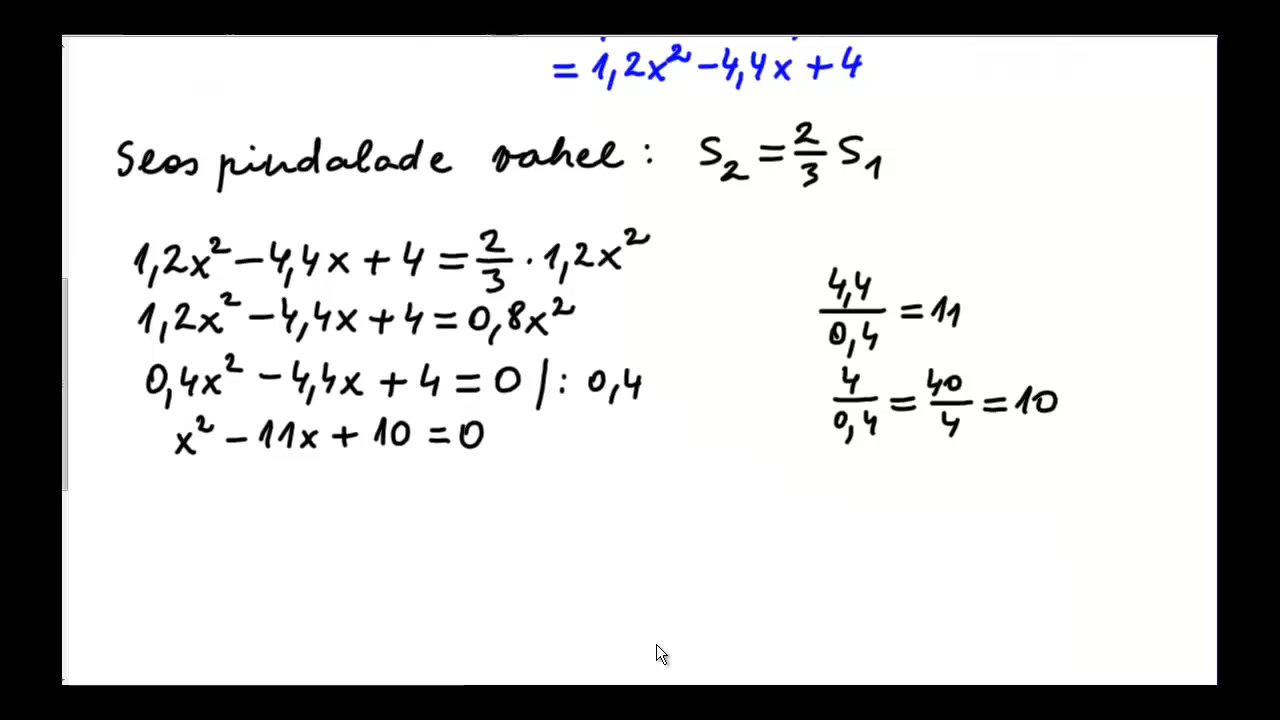 = 1,2x² - 4,4x + 4
Seos pindalade vahel : S₂ = 2/3 S₁
1,2x² - 4,4x + 4 = 2/3 · 1,2x²
1,2x² - 4,4x + 4 = 0,8x²
0,4x² - 4,4x + 4 = 0 |: 0,4
x² - 11x + 10 = 0
4,4/0,4 = 11
4/0,4 = 40/4 = 10